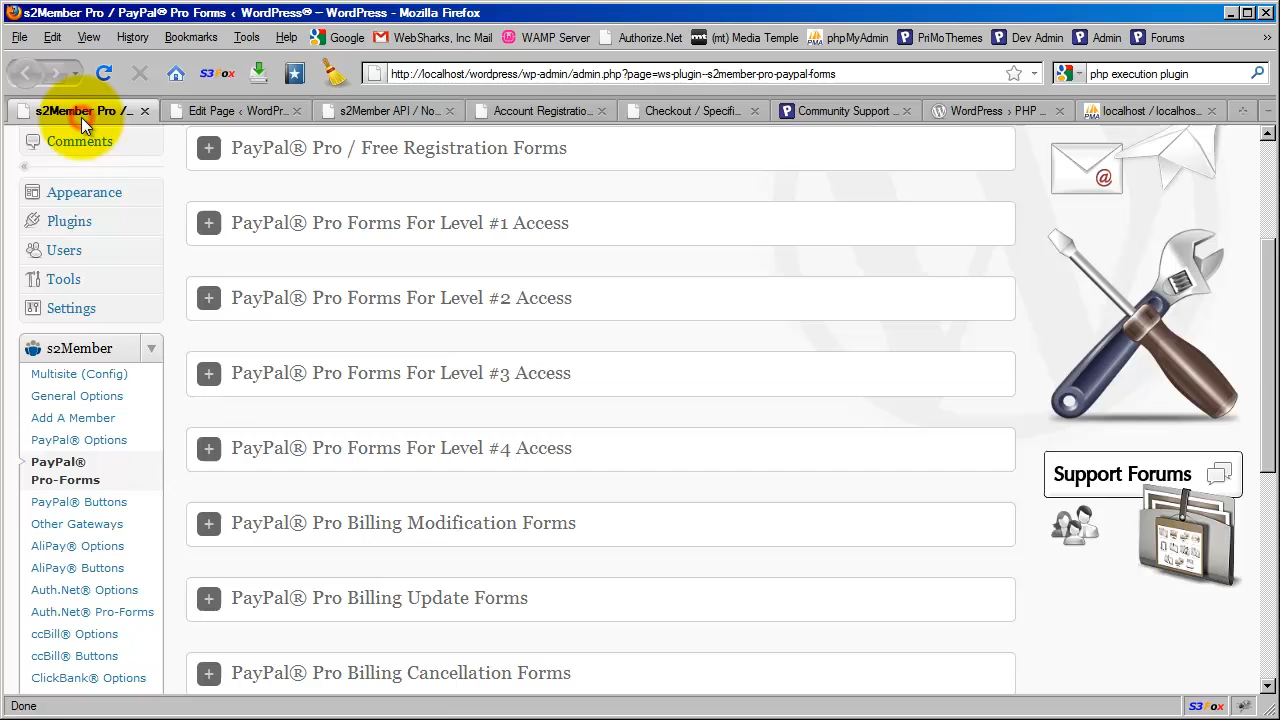 s2Member Pro / PayPal® Pro Forms ‹ WordPress® — WordPress - Mozilla Firefox
File Edit View History Bookmarks Tools Help Google WebSharks, Inc Mail WAMP Server Authorize.Net (mt) Media Temple phpMyAdmin PriMoThemes Dev Admin Admin Forums »
S3Fox http://localhost/wordpress/wp-admin/admin.php?page=ws-plugin--s2member-pro-paypal-forms php execution plugin
s2Member Pro /... Edit Page ‹ WordPr... s2Member API / No... Account Registratio... Checkout / Specifi... Community Support ... WordPress › PHP ... localhost / localhos...
Comments
Appearance
Plugins
Users
Tools
Settings
s2Member
Multisite (Config)
General Options
Add A Member
PayPal® Options
PayPal®
Pro-Forms
PayPal® Buttons
Other Gateways
AliPay® Options
AliPay® Buttons
Auth.Net® Options
Auth.Net® Pro-Forms
ccBill® Options
ccBill® Buttons
ClickBank® Options
PayPal® Pro / Free Registration Forms
PayPal® Pro Forms For Level #1 Access
PayPal® Pro Forms For Level #2 Access
PayPal® Pro Forms For Level #3 Access
PayPal® Pro Forms For Level #4 Access
PayPal® Pro Billing Modification Forms
PayPal® Pro Billing Update Forms
PayPal® Pro Billing Cancellation Forms
@
Support Forums
Done S3Fox